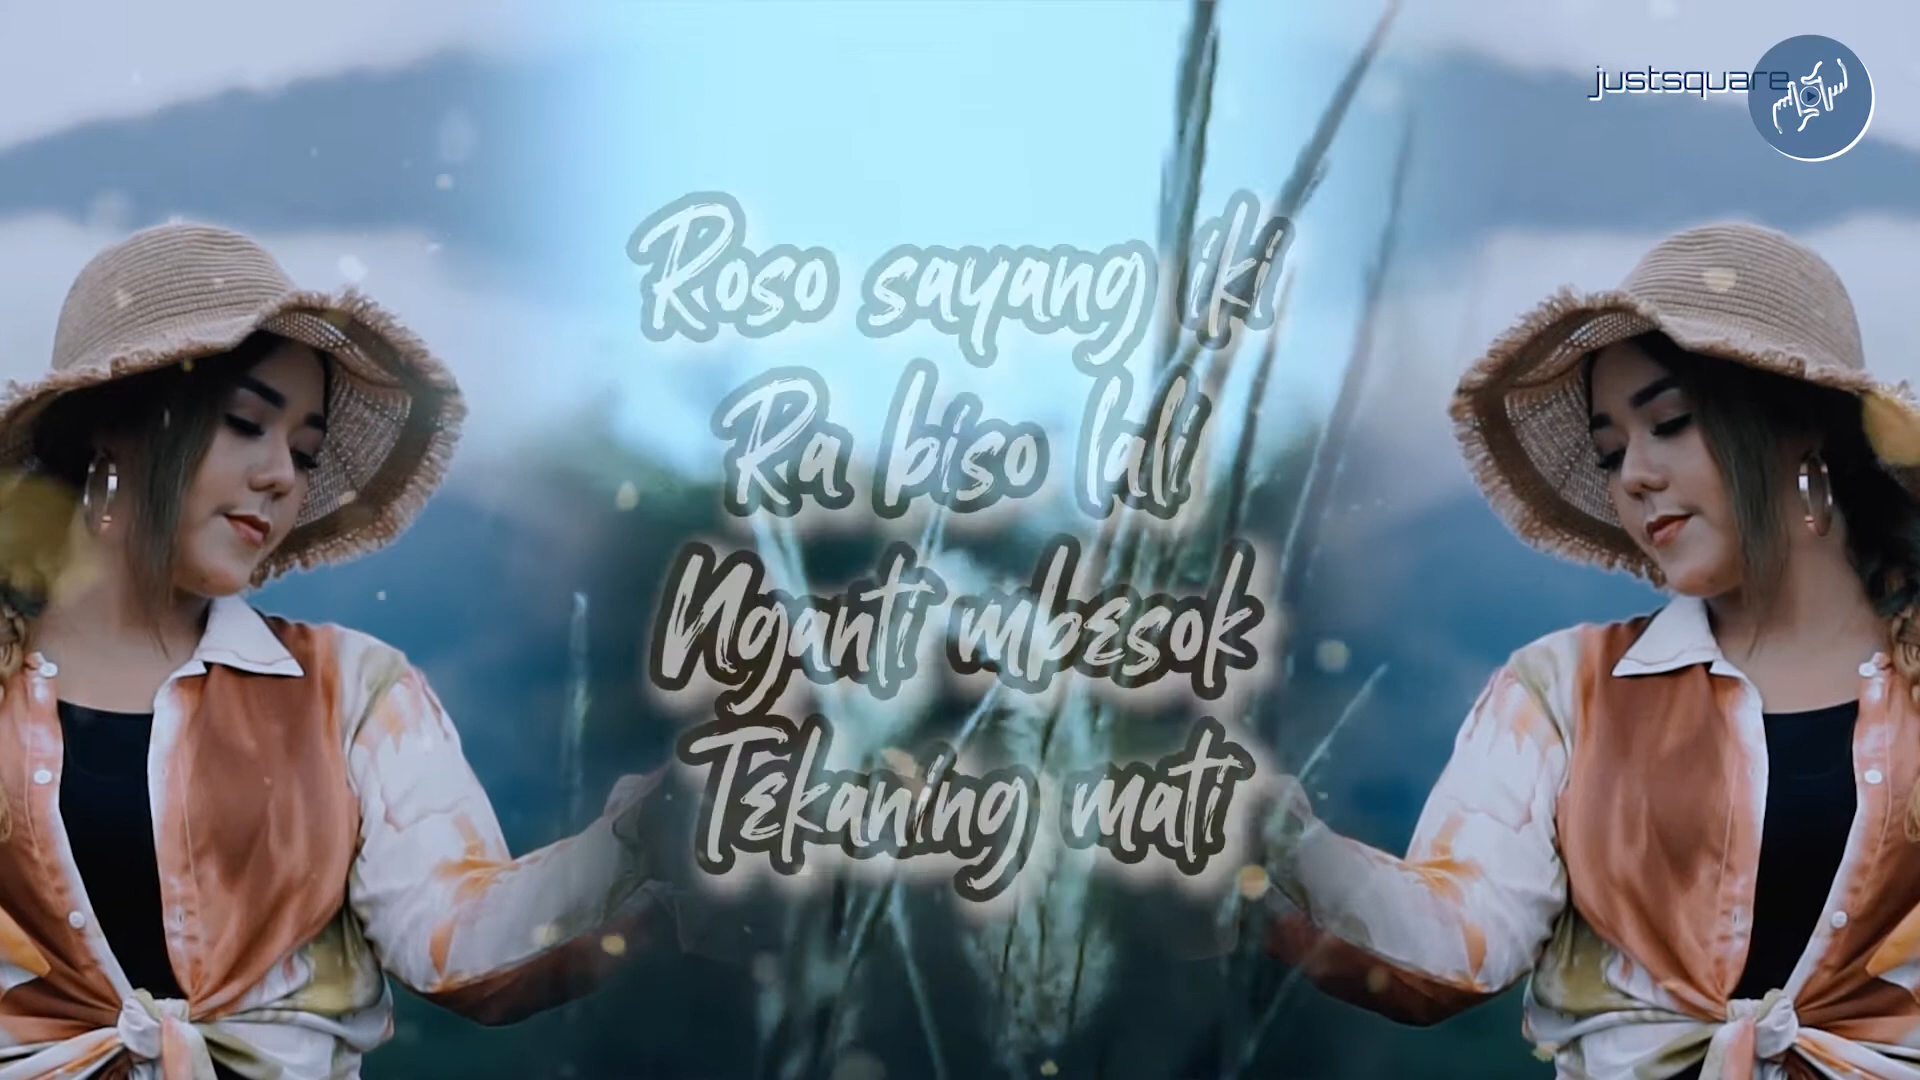 justsquare
Roso sayang iki
Ra biso lali
Nganti mbesok
Tekaning mati